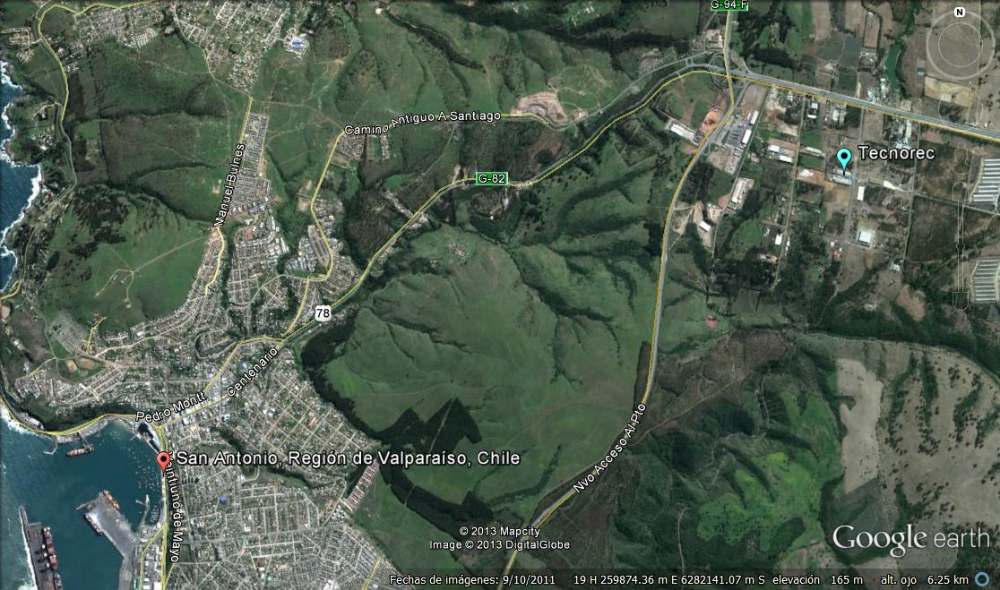 G-94-F
N
Camino Antiguo A Santiago
Tecnorec
Manuel Bulnes
G-82
78
Centenario
Pedro Montt
Nvo Acceso Al Pto
San Antonio, Región de Valparaíso, Chile
Veintiuno de Mayo
© 2013 Mapcity
Image © 2013 DigitalGlobe
Google earth
Fechas de imágenes: 9/10/2011 19 H 259874.36 m E 6282141.07 m S elevación 165 m alt. ojo 6.25 km